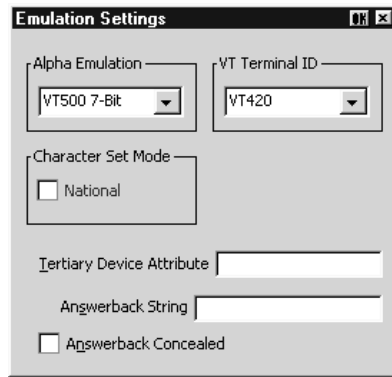 Emulation Settings OK
Alpha Emulation VT Terminal ID
VT500 7-Bit VT420
Character Set Mode
National
Tertiary Device Attribute
Answerback String
Answerback Concealed